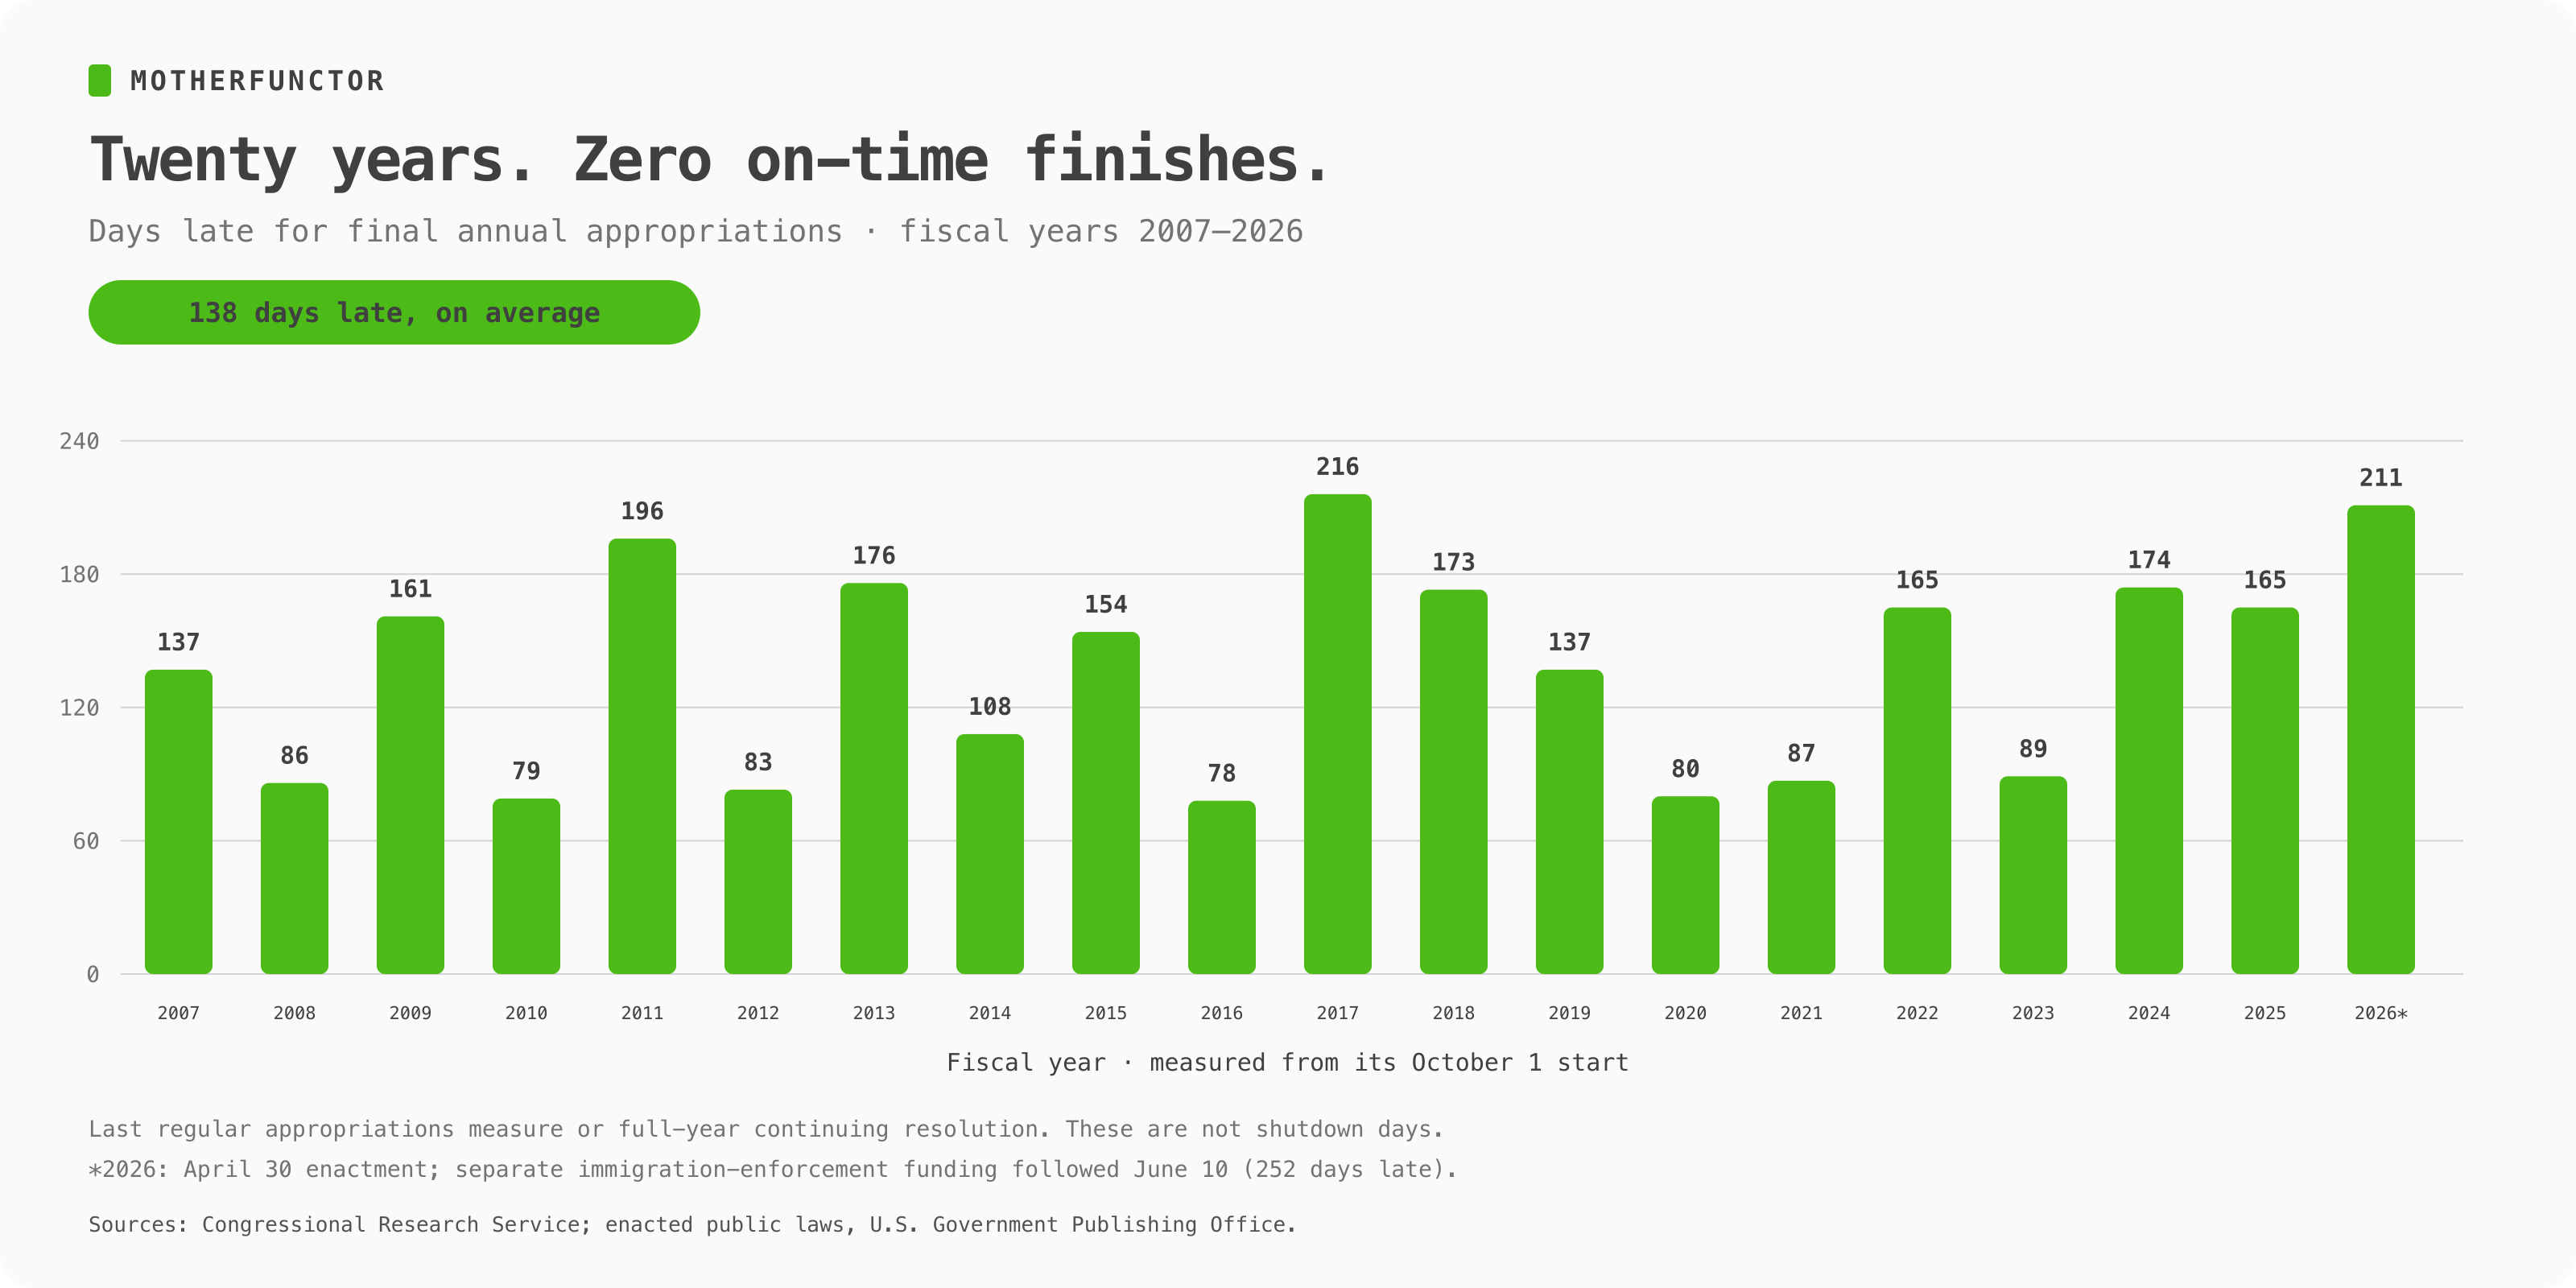 MOTHERFUNCTOR
Twenty years. Zero on–time finishes.
Days late for final annual appropriations · fiscal years 2007–2026
138 days late, on average
240
180
120
60
0
137
86
161
79
196
83
176
108
154
78
216
173
137
80
87
165
89
174
165
211
2007 2008 2009 2010 2011 2012 2013 2014 2015 2016 2017 2018 2019 2020 2021 2022 2023 2024 2025 2026*
Fiscal year · measured from its October 1 start
Last regular appropriations measure or full–year continuing resolution. These are not shutdown days.
*2026: April 30 enactment; separate immigration–enforcement funding followed June 10 (252 days late).
Sources: Congressional Research Service; enacted public laws, U.S. Government Publishing Office.